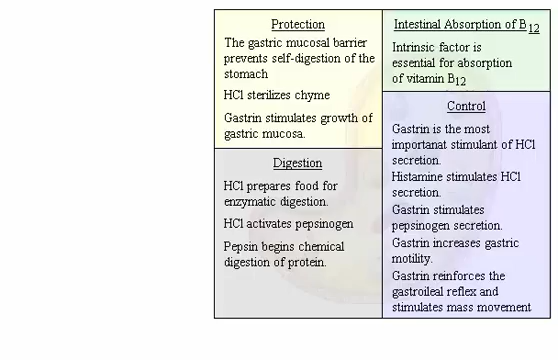 Protection
The gastric mucosal barrier
prevents self-digestion of the
stomach
HCl sterilizes chyme
Gastrin stimulates growth of
gastric mucosa.
Digestion
HCl prepares food for
enzymatic digestion.
HCl activates pepsinogen
Pepsin begins chemical
digestion of protein.
Intestinal Absorption of B12
Intrinsic factor is
essential for absorption
of vitamin B12
Control
Gastrin is the most
importanat stimulant of HCl
secretion.
Histamine stimulates HCl
secretion.
Gastrin stimulates
pepsinogen secretion.
Gastrin increases gastric
motility.
Gastrin reinforces the
gastroileal reflex and
stimulates mass movement